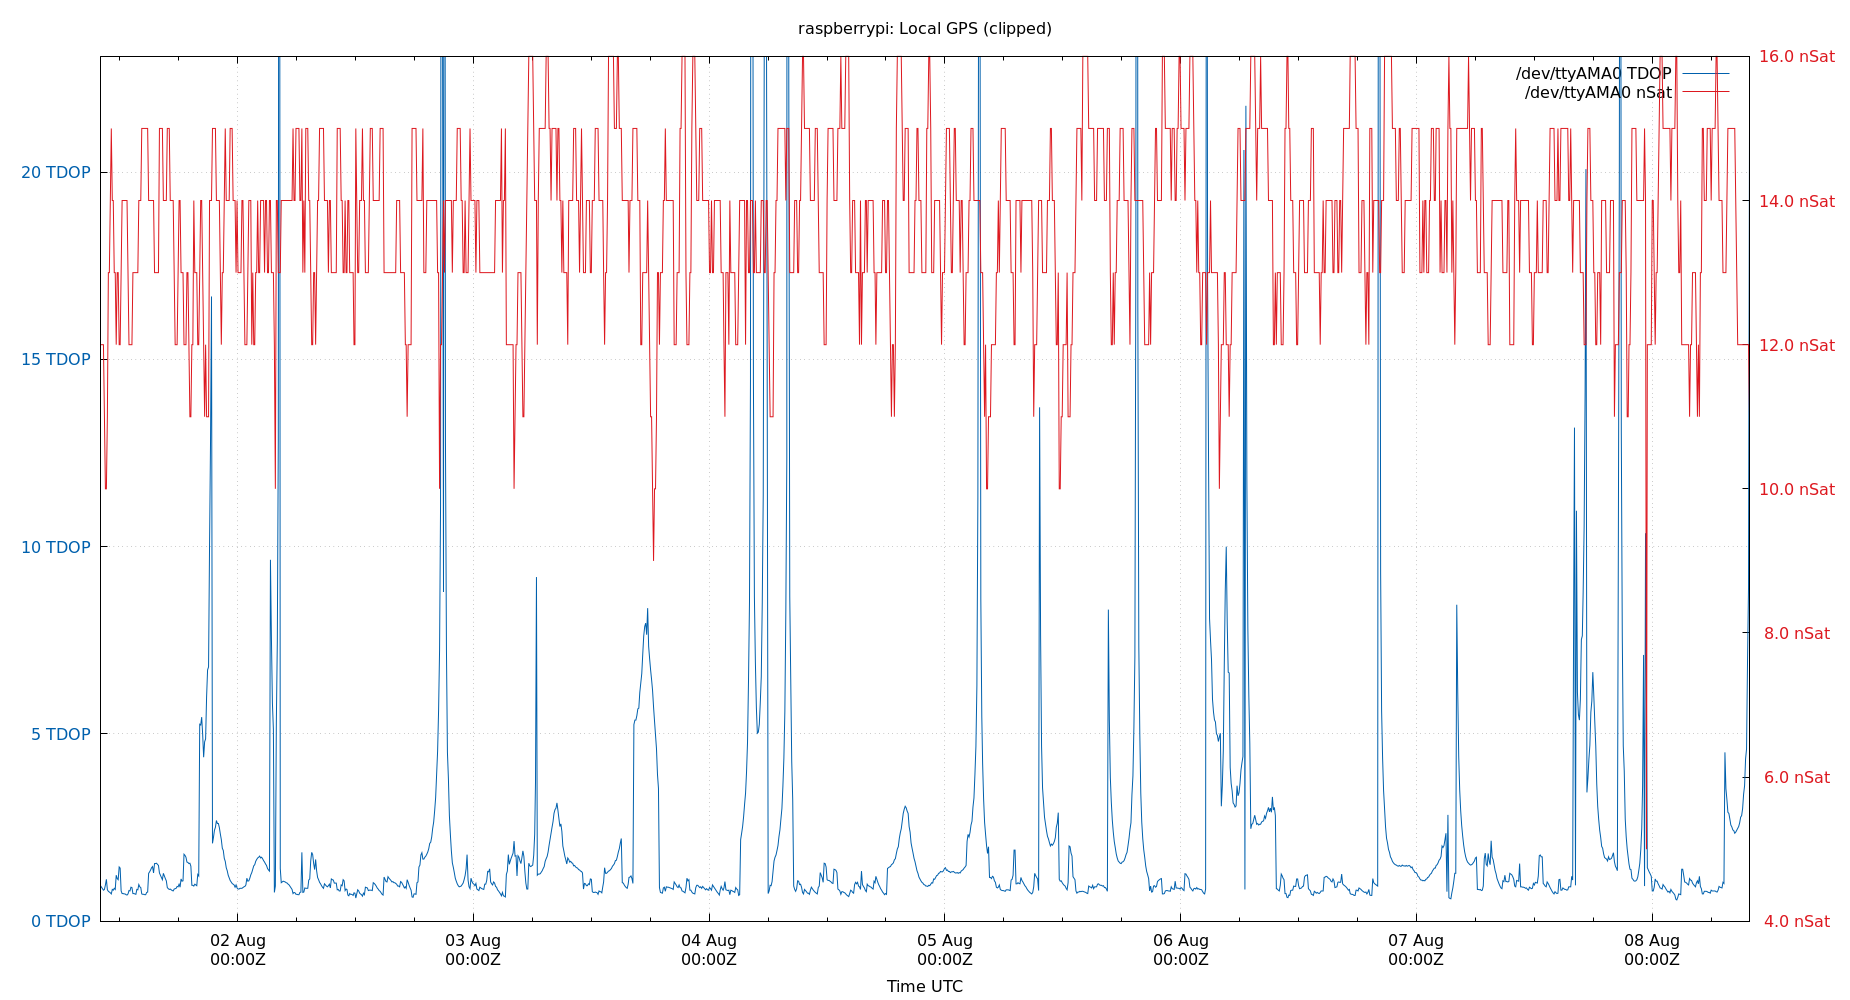 raspberrypi: Local GPS (clipped)
16.0 nSat
/dev/ttyAMA0 TDOP
/dev/ttyAMA0 nSat
20 TDOP
14.0 nSat
15 TDOP
12.0 nSat
10 TDOP
10.0 nSat
8.0 nSat
5 TDOP
6.0 nSat
0 TDOP
4.0 nSat
02 Aug
00:00Z
03 Aug
00:00Z
04 Aug
00:00Z
05 Aug
00:00Z
06 Aug
00:00Z
07 Aug
00:00Z
08 Aug
00:00Z
Time UTC